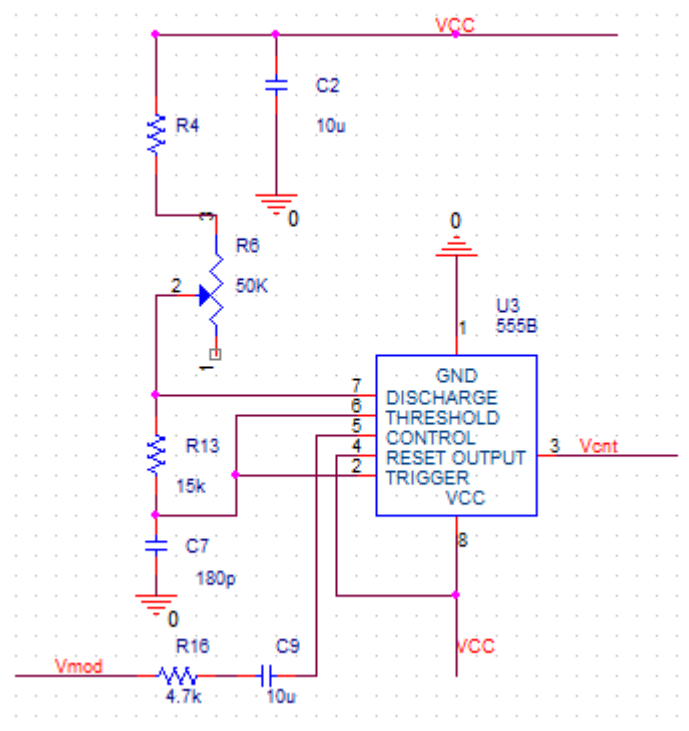 VCC
C2
10u
R4
0
0
3
R6
50K
2
1
U3
555B
1
GND
7 DISCHARGE
6 THRESHOLD
5 CONTROL
4 RESET OUTPUT 3 Vcnt
2 TRIGGER
VCC
8
R13
15k
C7
180p
0
R16
C9
VCC
Vmod
4.7k
10u